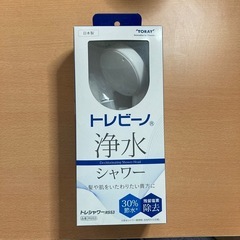 日本製
"TORAY"
トレビーノ®
浄水
シャワー
髪や肌をいたわりたい貴方に
30%節水
残留塩素
除去
トレシャワー